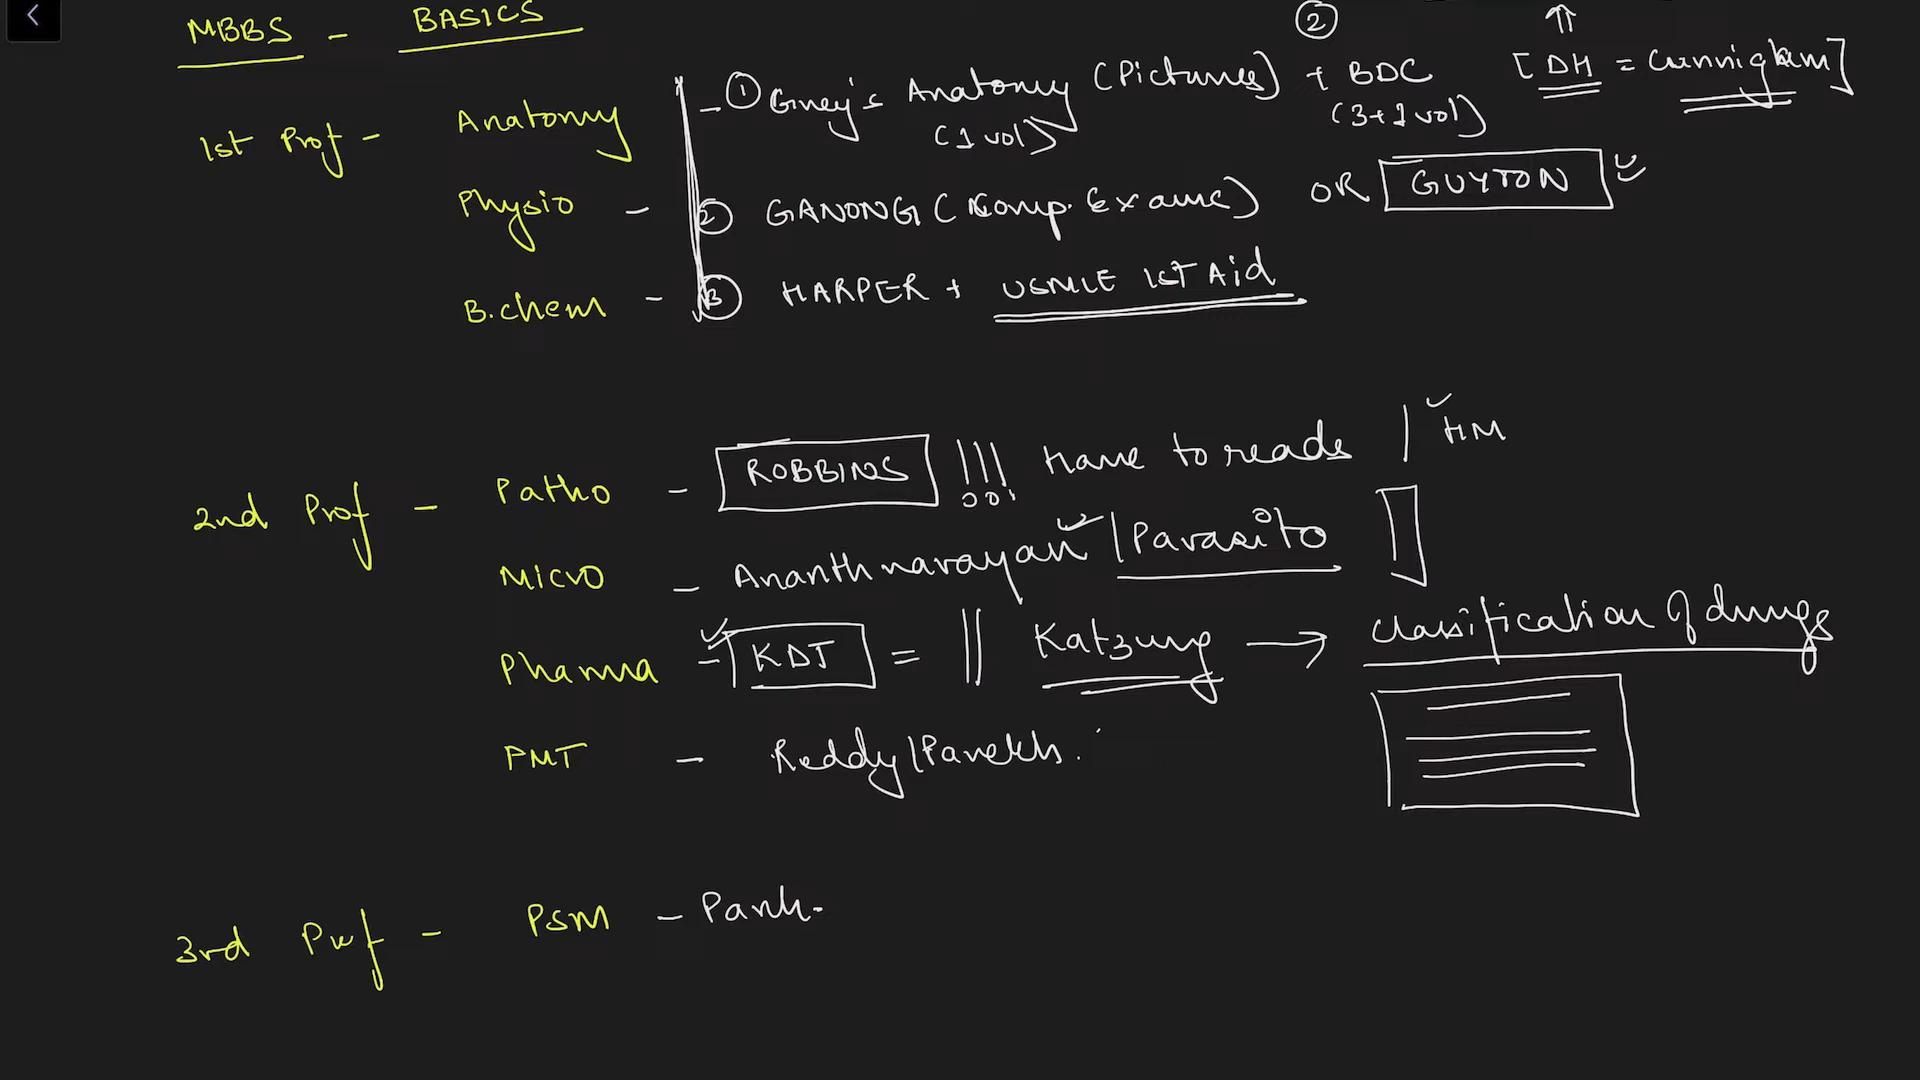 MBBS - BASICS
②
1st Prof - Anatomy - ① Grey's Anatomy (Pictures) + BDC [DH = Cunnigham]
(1 vol) (3+1 vol)
Physio - ② GANONG (Comp. Exams) OR GUYTON
B.chem - ③ HARPER + USMLE 1ST Aid
2nd Prof - Patho - ROBBINS !!! Have to reads / HM
Micro - Ananthnarayan / Parasito
Pharma - KDT = || Katzung → classification of drugs
FMT - Reddy / Parekh.
3rd Prof - PSM - Park.